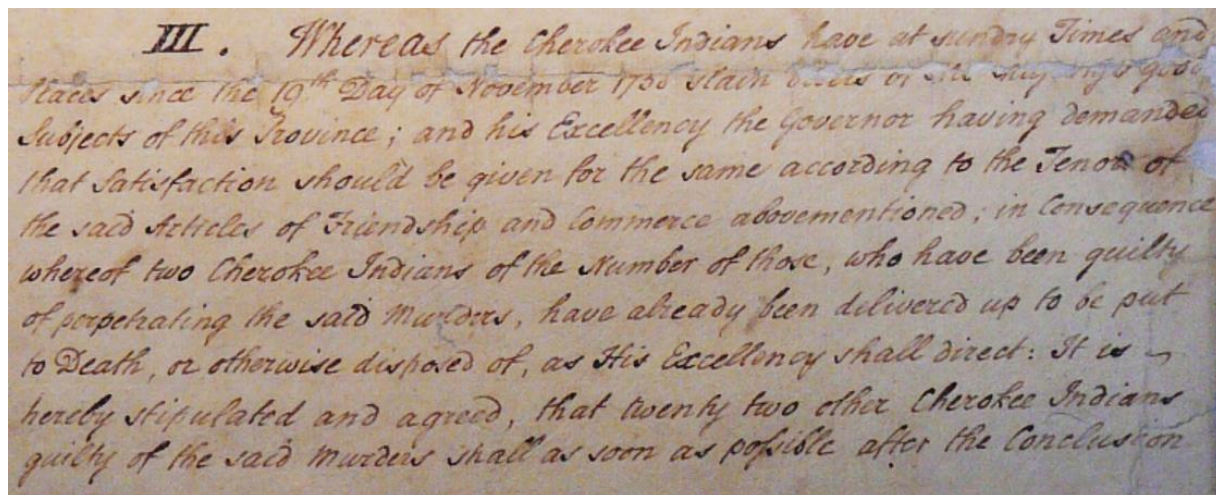 III. Whereas the Cherokee Indians have at sundry Times and
Places since the 19th Day of November 17 slain of good
Subjects of this Province; and his Excellency the Governor having demanded
that Satisfaction should be given for the same according to the Tenor of
the said Articles of Friendship and Commerce abovementioned; in Consequence
whereof two Cherokee Indians of the Number of those, who have been guilty
of perpetrating the said Murders, have already been delivered up to be put
to Death, or otherwise disposed of, as His Excellency shall direct: It is
hereby stipulated and agreed, that twenty two other Cherokee Indians
guilty of the said Murders shall as soon as poſsible after the Conclusion